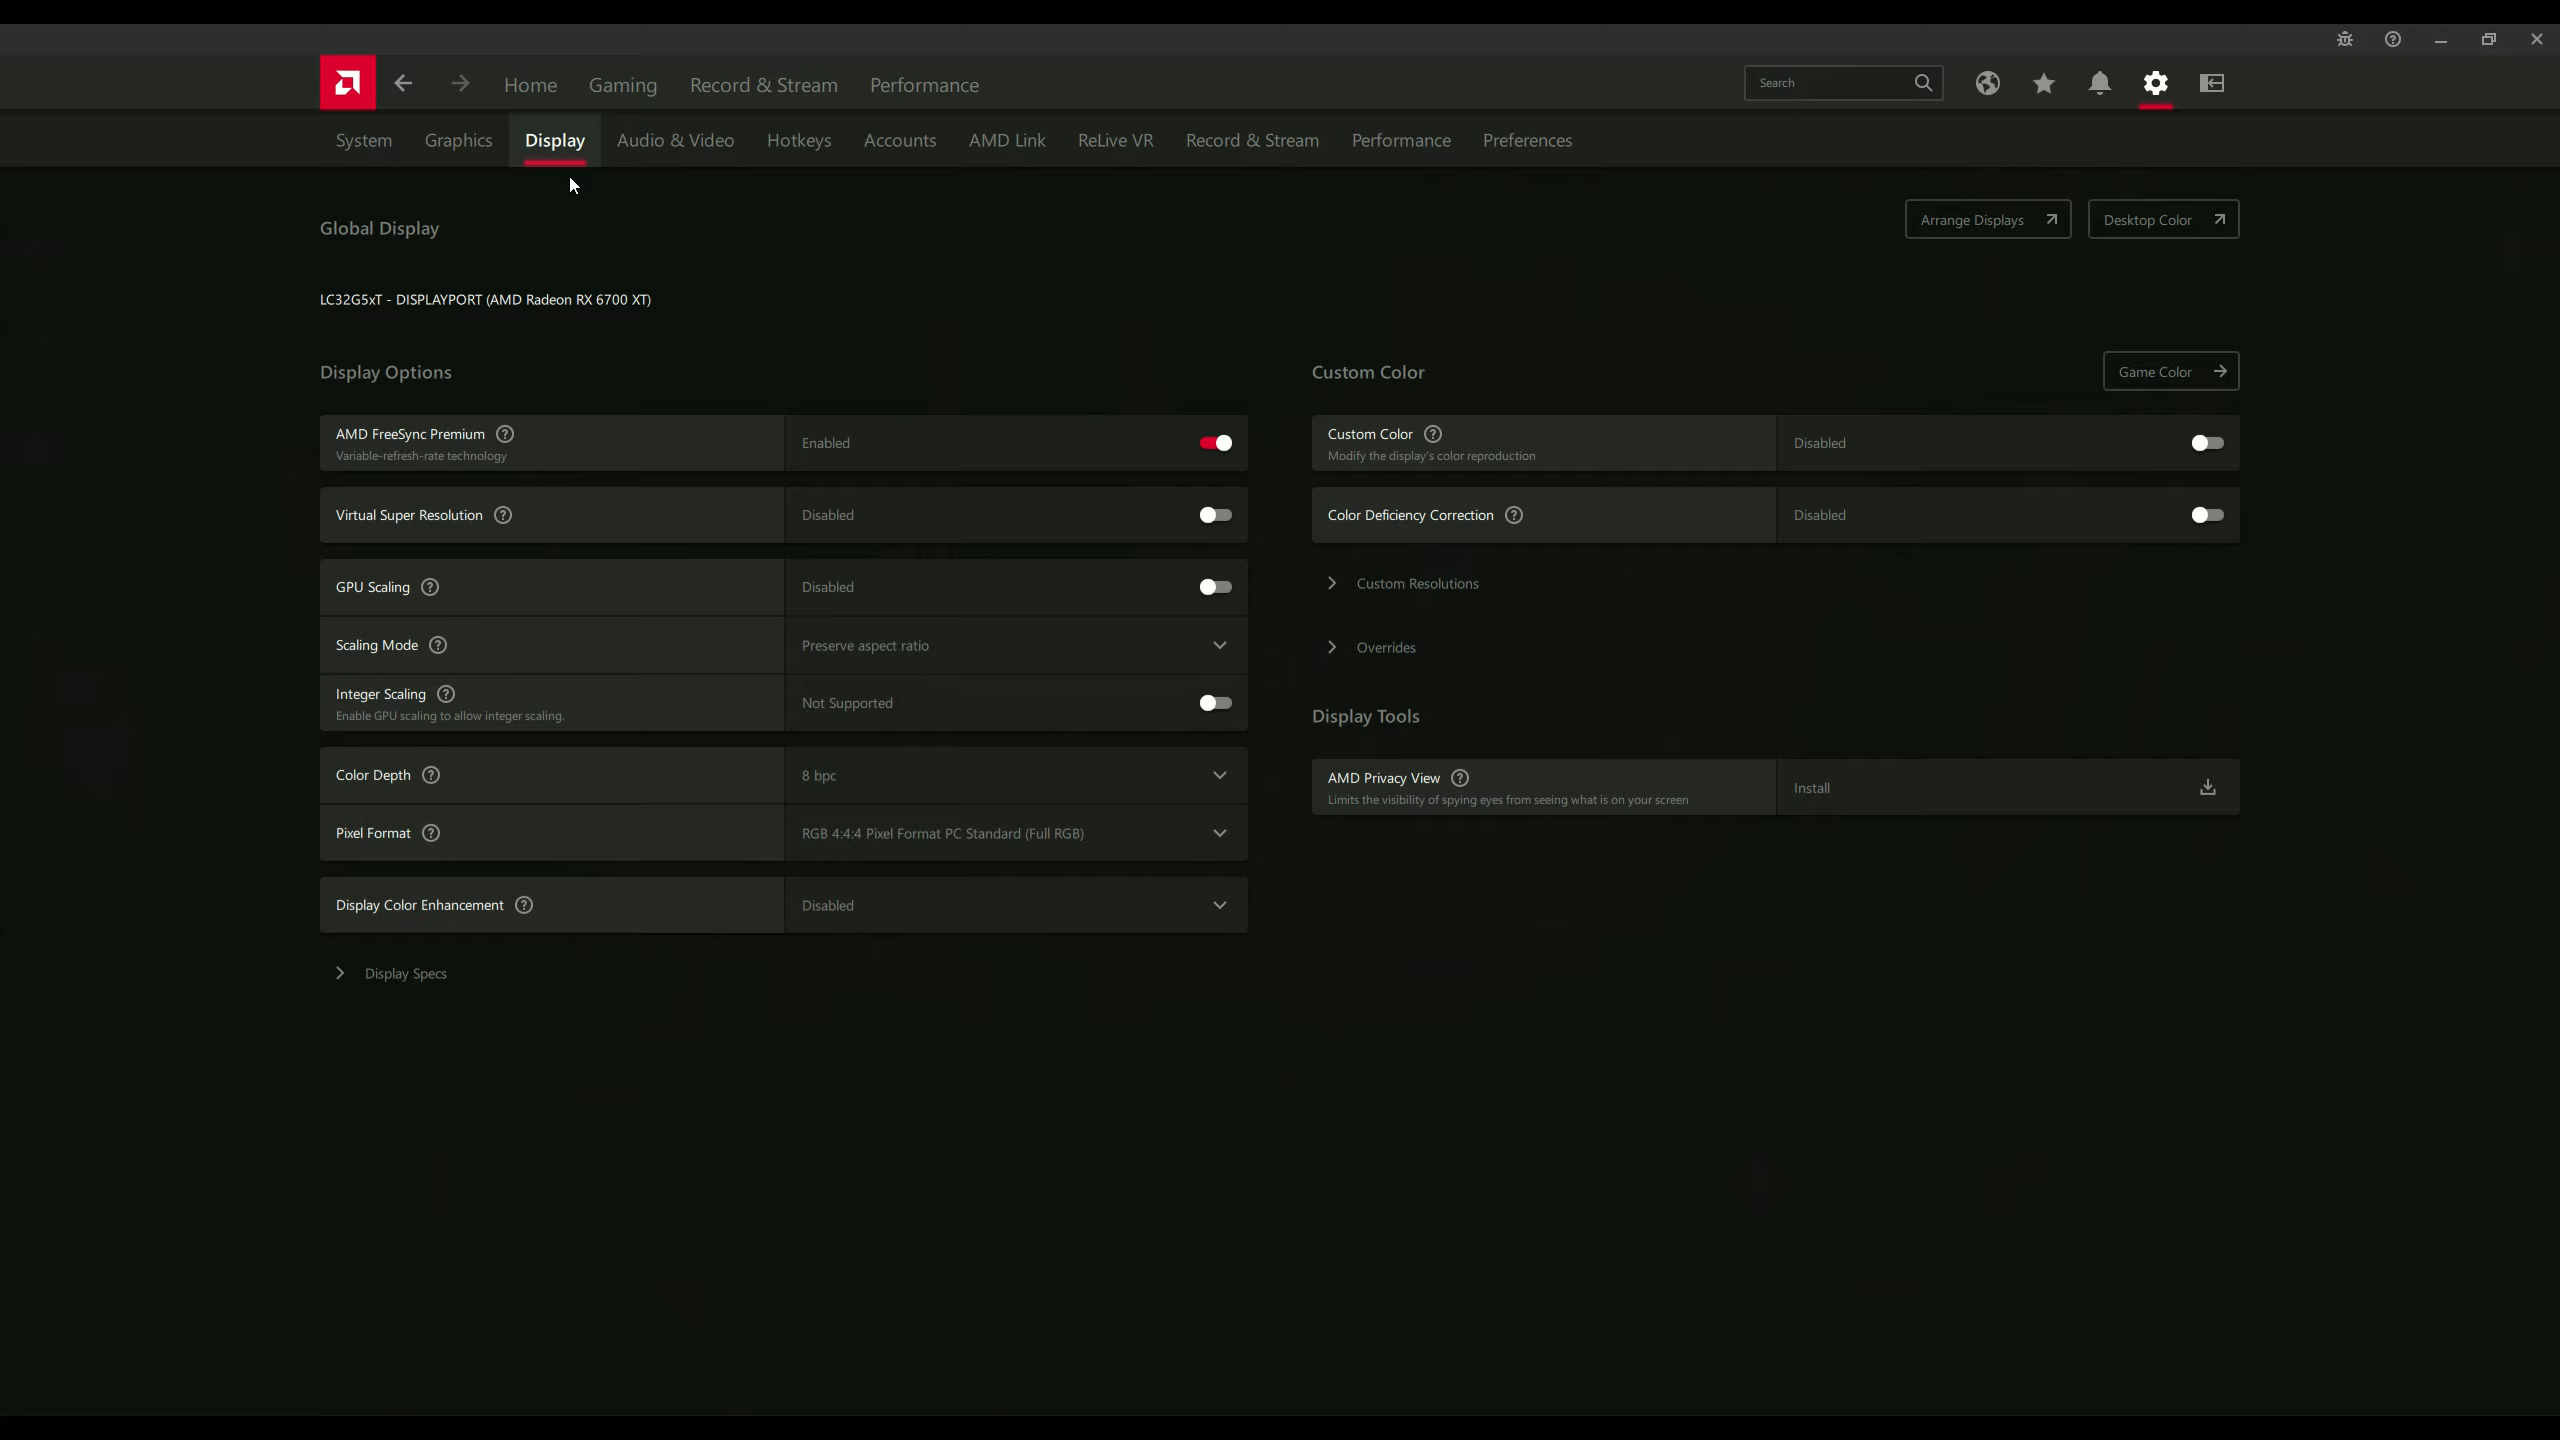 Home Gaming Record & Stream Performance Search
System Graphics Display Audio & Video Hotkeys Accounts AMD Link ReLive VR Record & Stream Performance Preferences
Global Display
Arrange Displays Desktop Color
LC32G5xT - DISPLAYPORT (AMD Radeon RX 6700 XT)
Display Options
AMD FreeSync Premium Enabled
Variable-refresh-rate technology
Virtual Super Resolution Disabled
GPU Scaling Disabled
Scaling Mode Preserve aspect ratio
Integer Scaling Not Supported
Enable GPU scaling to allow integer scaling.
Color Depth 8 bpc
Pixel Format RGB 4:4:4 Pixel Format PC Standard (Full RGB)
Display Color Enhancement Disabled
Display Specs
Custom Color Game Color
Custom Color Disabled
Modify the display's color reproduction
Color Deficiency Correction Disabled
Custom Resolutions
Overrides
Display Tools
AMD Privacy View Install
Limits the visibility of spying eyes from seeing what is on your screen